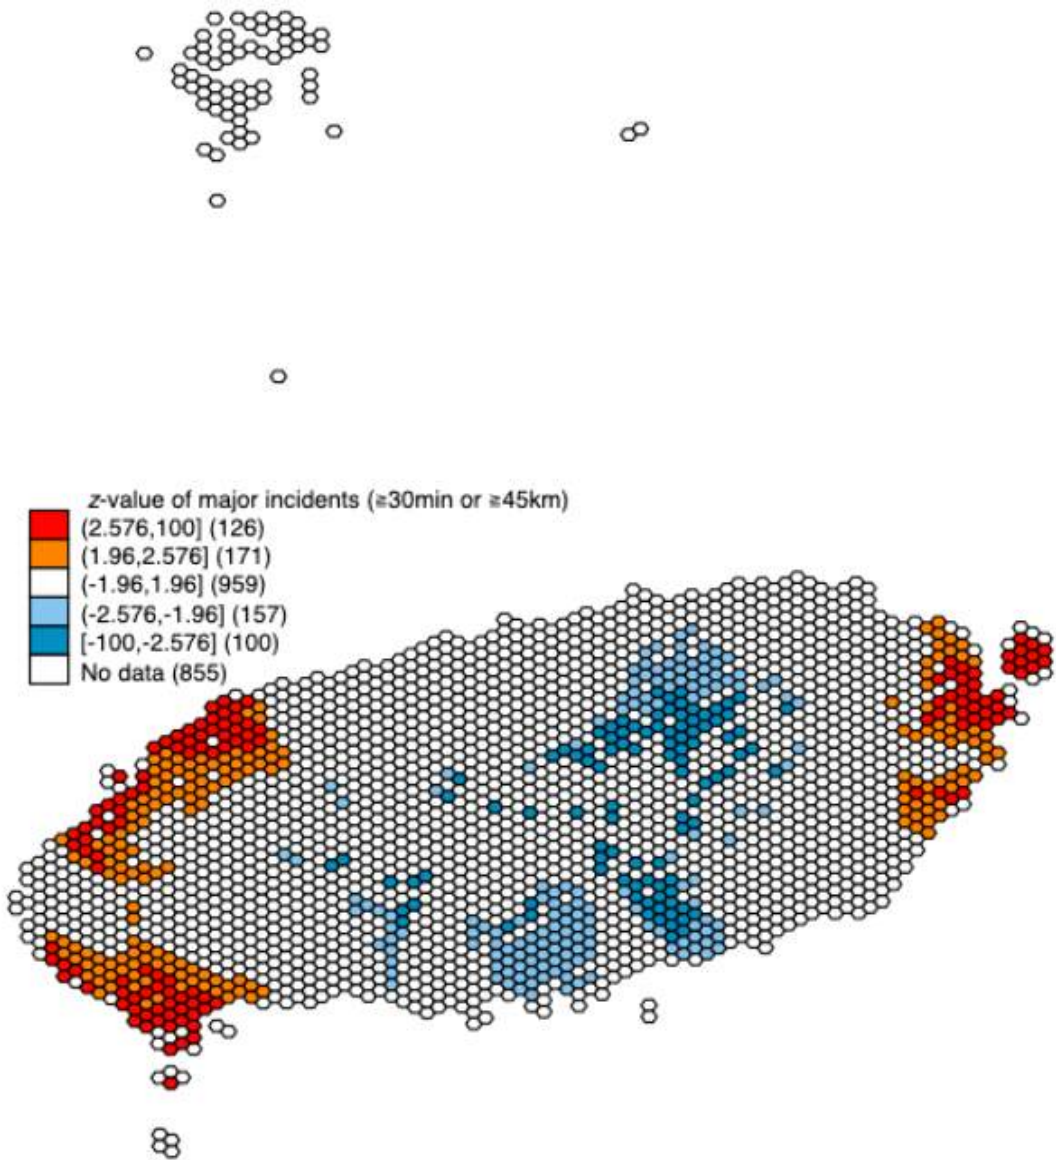 z-value of major incidents (≧30min or ≧45km)
(2.576,100] (126)
(1.96,2.576] (171)
(-1.96,1.96] (959)
(-2.576,-1.96] (157)
[-100,-2.576] (100)
No data (855)